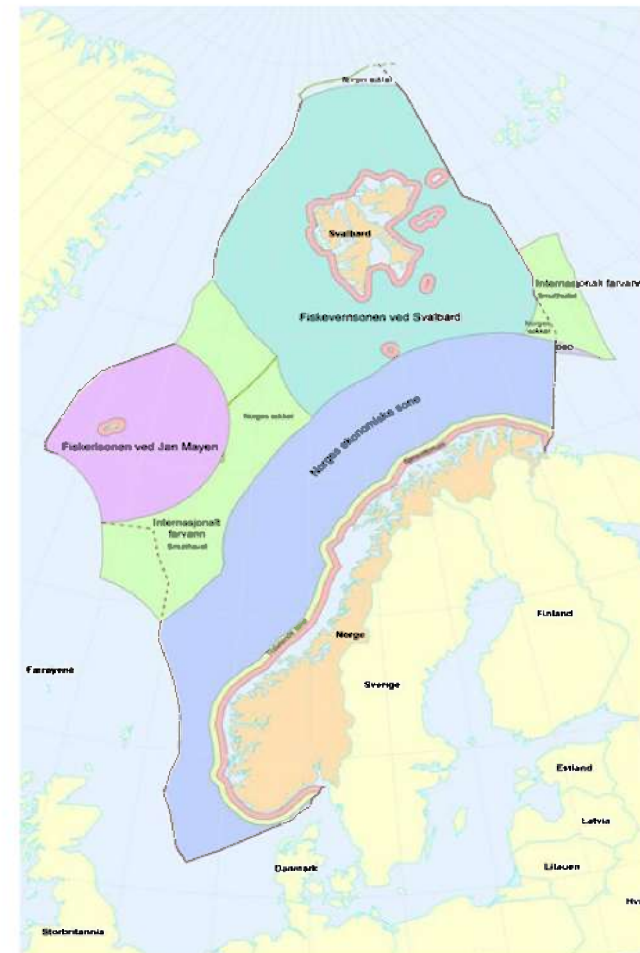 Norges sokkel
Svalbard
Internasjonalt farvann
Smutthullet
Fiskevernsonen ved Svalbard
Norges
sokkel
Norges økonomiske sone
Norges sokkel
Fiskerisonen ved Jan Mayen
Internasjonalt
farvann
Smutthavet
Finland
Norge
Færøyene
Sverige
Estland
Latvia
Danmark
Litauen
Storbritannia